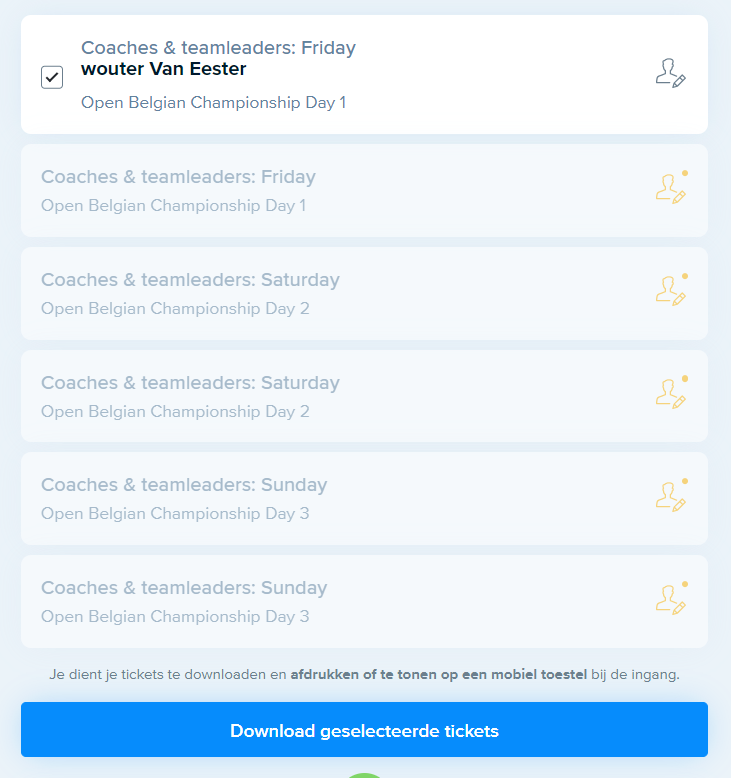 Coaches & teamleaders: Friday
wouter Van Eester
Open Belgian Championship Day 1
Coaches & teamleaders: Friday
Open Belgian Championship Day 1
Coaches & teamleaders: Saturday
Open Belgian Championship Day 2
Coaches & teamleaders: Saturday
Open Belgian Championship Day 2
Coaches & teamleaders: Sunday
Open Belgian Championship Day 3
Coaches & teamleaders: Sunday
Open Belgian Championship Day 3
Je dient je tickets te downloaden en afdrukken of te tonen op een mobiel toestel bij de ingang.
Download geselecteerde tickets